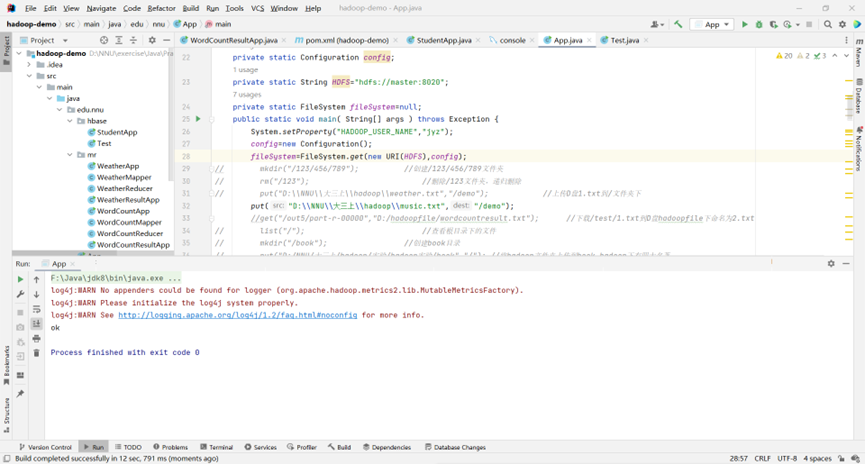 File Edit View Navigate Code Refactor Build Run Tools VCS Window Help hadoop-demo
hadoop-demo src main java edu nnu App main
App
Project
WordCountResultApp.java pom.xml (hadoop-demo) StudentApp.java console App.java Test.java
hadoop-demo D:\NNU\exercise\Java\Pra
.idea
src
main
java
edu.nnu
hbase
StudentApp
Test
mr
WeatherApp
WeatherMapper
WeatherReducer
WeatherResultApp
WordCountApp
WordCountMapper
WordCountReducer
WordCountResultApp
App
20 2 3
22 private static Configuration config;
1 usage
23 private static String HDFS="hdfs://master:8020";
7 usages
24 private static FileSystem fileSystem=null;
25 public static void main( String[] args ) throws Exception {
26 System.setProperty("HADOOP_USER_NAME","jyz");
27 config=new Configuration();
28 fileSystem=FileSystem.get(new URI(HDFS),config);
29 // mkdir("/123/456/789"); //创建/123/456/789文件夹
30 // rm("/123"); //删除/123文件夹,递归删除
31 // put("D:\\NNU\\大三上\\hadoop\\weather.txt","/demo"); //上传D盘1.txt到/文件夹下
32 put( src: "D:\\NNU\\大三上\\hadoop\\music.txt", dest: "/demo");
33 //get("/out5/part-r-00000","D:/hadoopfile/wordcountresult.txt"); //下载/test/1.txt到D盘hadoopfile下命名为2.txt
34 // list("/"); //查看根目录下的文件
35 // mkdir("/book"); //创建book目录
Maven
Database
Notifications
Project
Bookmarks
Structure
Run: App
F:\Java\jdk8\bin\java.exe ...
log4j:WARN No appenders could be found for logger (org.apache.hadoop.metrics2.lib.MutableMetricsFactory).
log4j:WARN Please initialize the log4j system properly.
log4j:WARN See http://logging.apache.org/log4j/1.2/faq.html#noconfig for more info.
ok
Process finished with exit code 0
Version Control Run TODO Problems Terminal Services Profiler Build Dependencies Database Changes
Build completed successfully in 12 sec, 791 ms (moments ago)
28:57 CRLF UTF-8 4 spaces